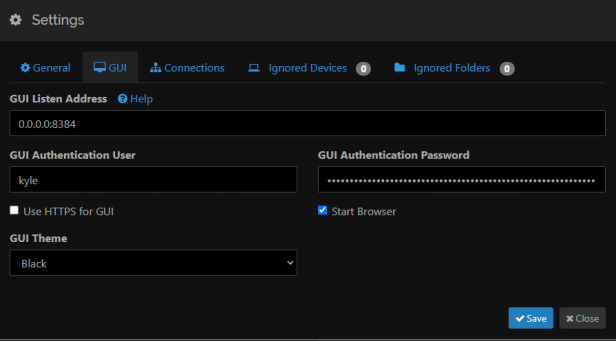 Settings
General GUI Connections Ignored Devices 0 Ignored Folders 0
GUI Listen Address Help
0.0.0.0:8384
GUI Authentication User GUI Authentication Password
kyle
Use HTTPS for GUI Start Browser
GUI Theme
Black
Save Close